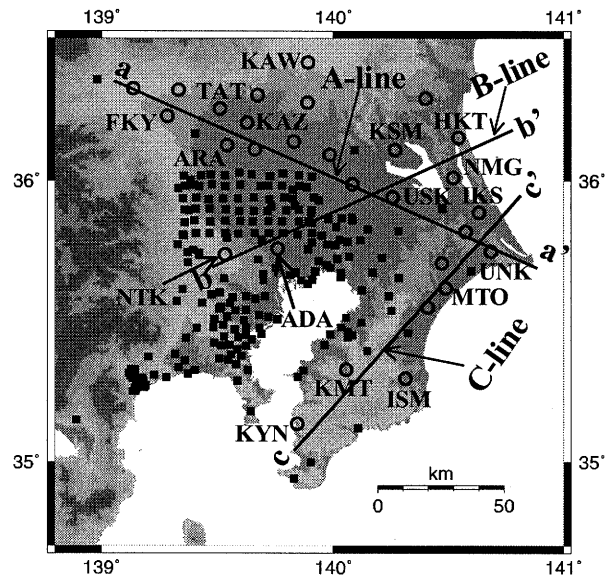 139° 140° 141°
KAW
a
A-line
B-line
TAT
FKY
KAZ
KSM
HKT
b'
ARA
NMG
36° 36°
USK
IKS
c'
a'
b
NTK
UNK
ADA
MTO
C-line
KMT
ISM
KYN
c
35° 35°
km
0 50
139° 140° 141°